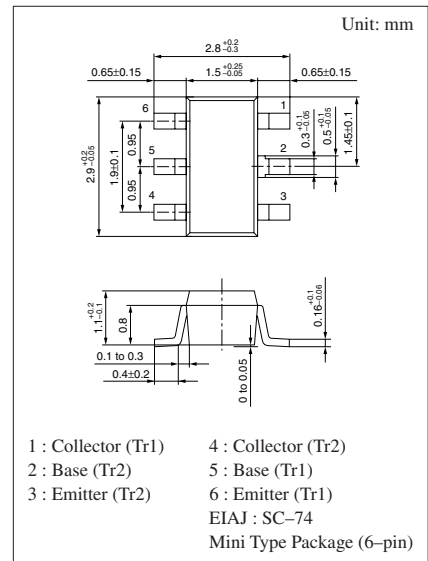 Unit: mm
2.8 +0.2 −0.3
0.65±0.15 1.5 +0.25 −0.05 0.65±0.15
6 1
5 2
4 3
2.9 +0.2 −0.05
1.9±0.1
0.95
0.95
0.3 +0.1 −0.05
0.5 +0.1 −0.05
1.45±0.1
1.1 +0.2 −0.1
0.8
0.16 +0.1 −0.06
0.1 to 0.3
0.4±0.2
0 to 0.05
1 : Collector (Tr1) 4 : Collector (Tr2)
2 : Base (Tr2) 5 : Base (Tr1)
3 : Emitter (Tr2) 6 : Emitter (Tr1)
EIAJ : SC–74
Mini Type Package (6–pin)